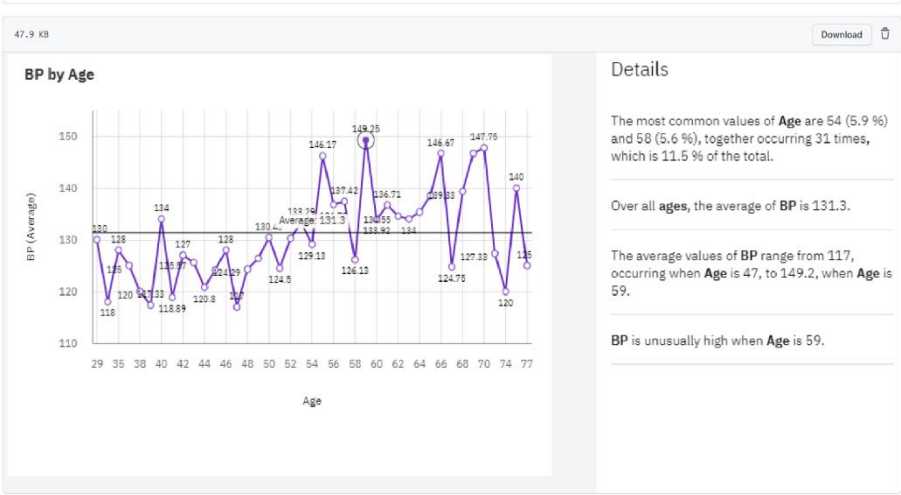 47.9 KB
Download
BP by Age
Details
The most common values of Age are 54 (5.9 %)
and 58 (5.6 %), together occurring 31 times,
which is 11.5 % of the total.
Over all ages, the average of BP is 131.3.
The average values of BP range from 117,
occurring when Age is 47, to 149.2, when Age is
59.
BP is unusually high when Age is 59.
BP (Average)
150
140
130
120
110
130
118
128
125
120
117.33
134
118.89
127
120.8
124.29
128
117
124.5
Average: 131.3
129.13
146.17
137.42
126.13
149.25
133.92
136.71
134
139.33
146.67
124.75
147.75
127.33
120
140
125
29 35 38 40 42 44 46 48 50 52 54 56 58 60 62 64 66 68 70 74 77
Age